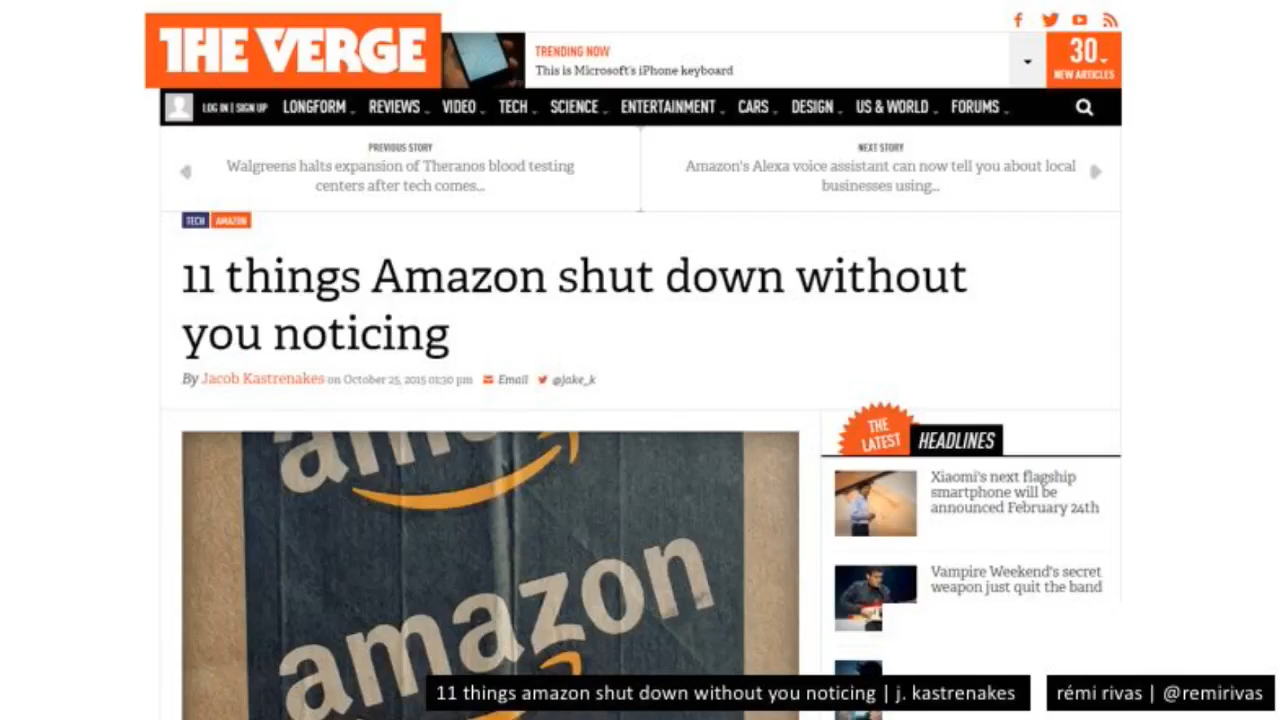 THE VERGE
TRENDING NOW
This is Microsoft's iPhone keyboard
30
NEW ARTICLES
LOG IN | SIGN UP LONGFORM REVIEWS VIDEO TECH SCIENCE ENTERTAINMENT CARS DESIGN US & WORLD FORUMS
PREVIOUS STORY
Walgreens halts expansion of Theranos blood testing
centers after tech comes...
NEXT STORY
Amazon's Alexa voice assistant can now tell you about local
businesses using...
TECH AMAZON
11 things Amazon shut down without
you noticing
By Jacob Kastrenakes on October 25, 2015 01:30 pm Email @jake_k
amazon
amazon
THE
LATEST
HEADLINES
Xiaomi's next flagship
smartphone will be
announced February 24th
Vampire Weekend's secret
weapon just quit the band
11 things amazon shut down without you noticing | j. kastrenakes
rémi rivas | @remirivas